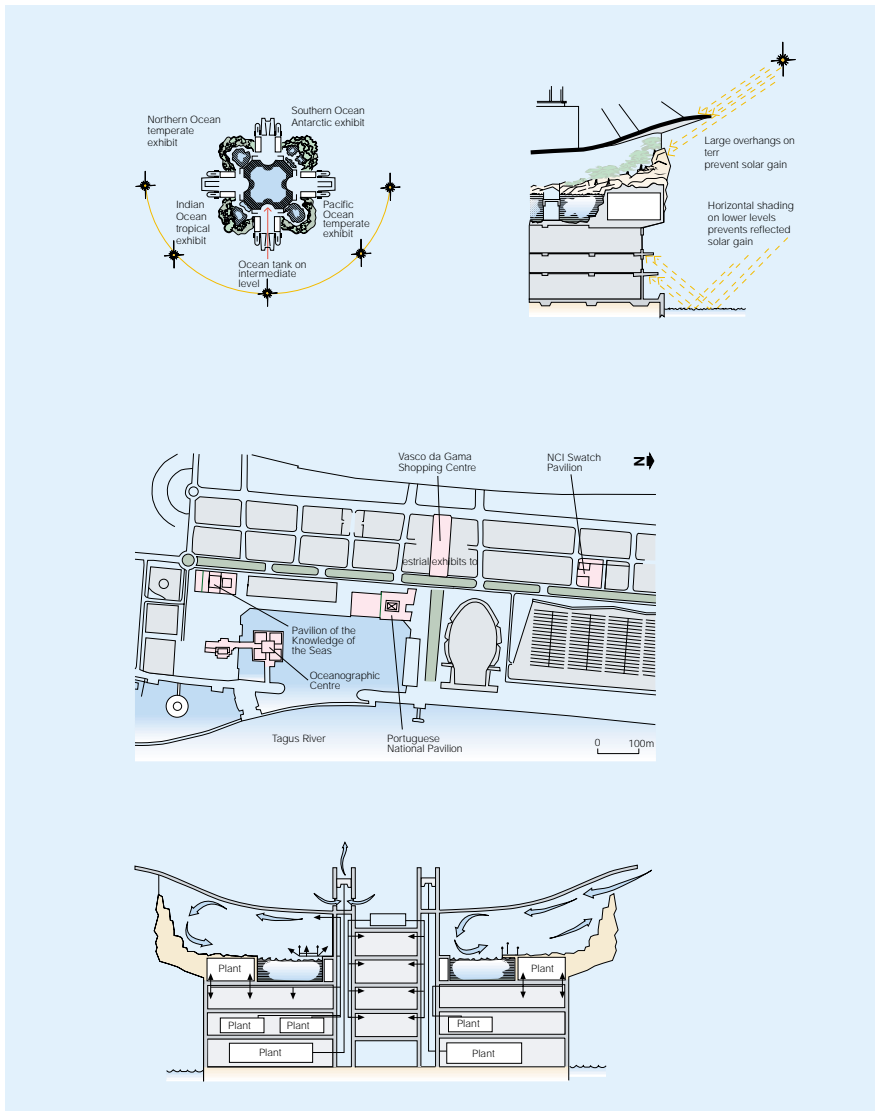 Northern Ocean
temperate
exhibit
Southern Ocean
Antarctic exhibit
Indian
Ocean
tropical
exhibit
Pacific
Ocean
temperate
exhibit
Ocean tank on
intermediate
level
Large overhangs on
terr
prevent solar gain
Horizontal shading
on lower levels
prevents reflected
solar gain
Vasco da Gama
Shopping Centre
NCI Swatch
Pavilion
N
estrial exhibits to
Pavilion of the
Knowledge of
the Seas
Oceanographic
Centre
Tagus River
Portuguese
National Pavilion
0 100m
Plant
Plant
Plant
Plant
Plant
Plant
Plant